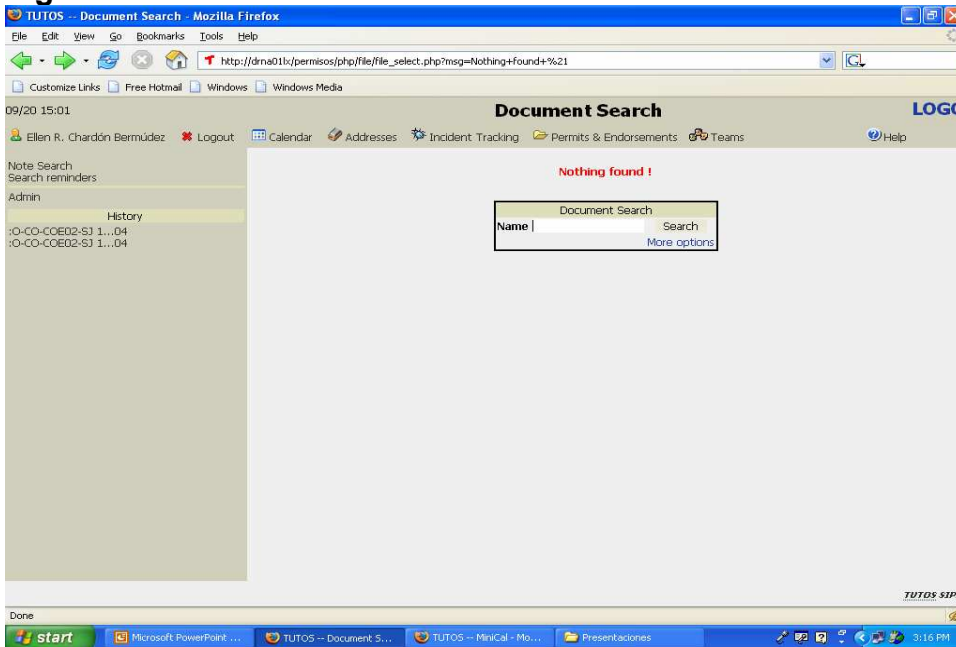 TUTOS -- Document Search - Mozilla Firefox
File Edit View Go Bookmarks Tools Help
http://drna01lx/permisos/php/file/file_select.php?msg=Nothing+found+%21
Customize Links Free Hotmail Windows Windows Media
09/20 15:01 Document Search LOGO
Ellen R. Chardón Bermúdez Logout Calendar Addresses Incident Tracking Permits & Endorsements Teams Help
Note Search
Search reminders
Admin
History
:O-CO-COE02-SJ 1...04
:O-CO-COE02-SJ 1...04
Nothing found !
Document Search
Name Search
More options
TUTOS SIP
Done
start Microsoft PowerPoint ... TUTOS -- Document S... TUTOS -- MiniCal - Mo... Presentaciones 3:16 PM